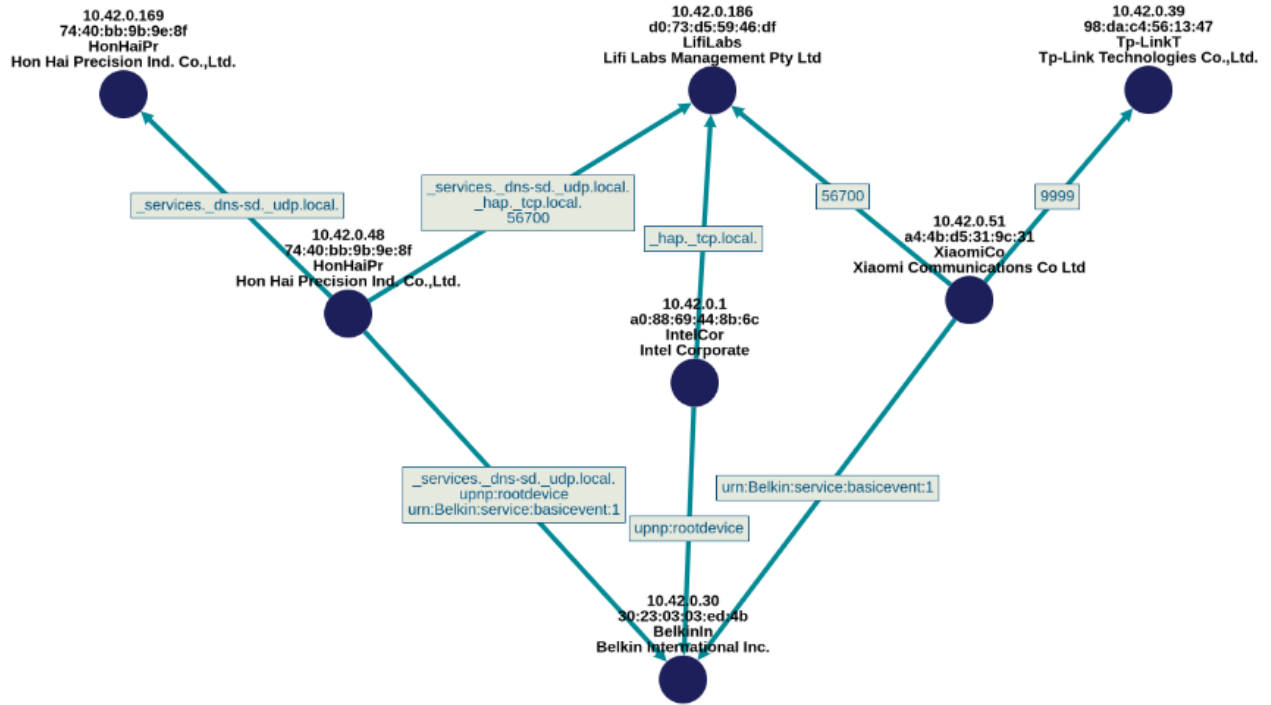 10.42.0.169
74:40:bb:9b:9e:8f
HonHaiPr
Hon Hai Precision Ind. Co.,Ltd.
10.42.0.186
d0:73:d5:59:46:df
LifiLabs
Lifi Labs Management Pty Ltd
10.42.0.39
98:da:c4:56:13:47
Tp-LinkT
Tp-Link Technologies Co.,Ltd.
_services._dns-sd._udp.local.
_services._dns-sd._udp.local.
_hap._tcp.local.
56700
_hap._tcp.local.
56700
9999
10.42.0.48
74:40:bb:9b:9e:8f
HonHaiPr
Hon Hai Precision Ind. Co.,Ltd.
10.42.0.51
a4:4b:d5:31:9c:31
XiaomiCo
Xiaomi Communications Co Ltd
10.42.0.1
a0:88:69:44:8b:6c
IntelCor
Intel Corporate
_services._dns-sd._udp.local.
upnp:rootdevice
urn:Belkin:service:basicevent:1
upnp:rootdevice
urn:Belkin:service:basicevent:1
10.42.0.30
30:23:03:03:ed:4b
BelkinIn
Belkin International Inc.